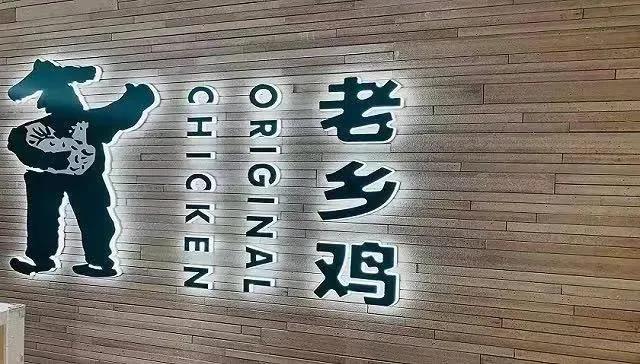 老乡鸡
ORIGINAL
CHICKEN